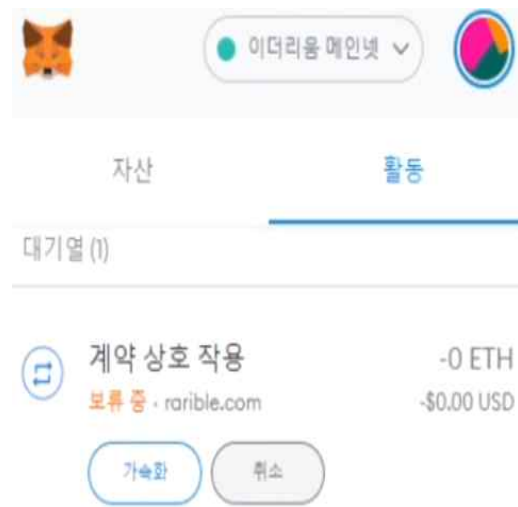 이더리움 메인넷
자산 활동
대기열 (1)
계약 상호 작용 -0 ETH
보류 중 · rarible.com -$0.00 USD
가속화 취소